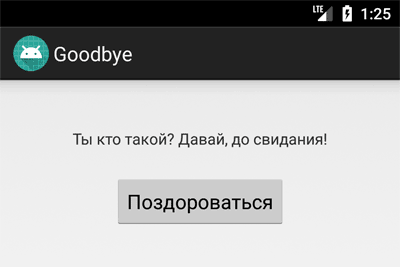 LTE 1:25
Goodbye
Ты кто такой? Давай, до свидания!
Поздороваться